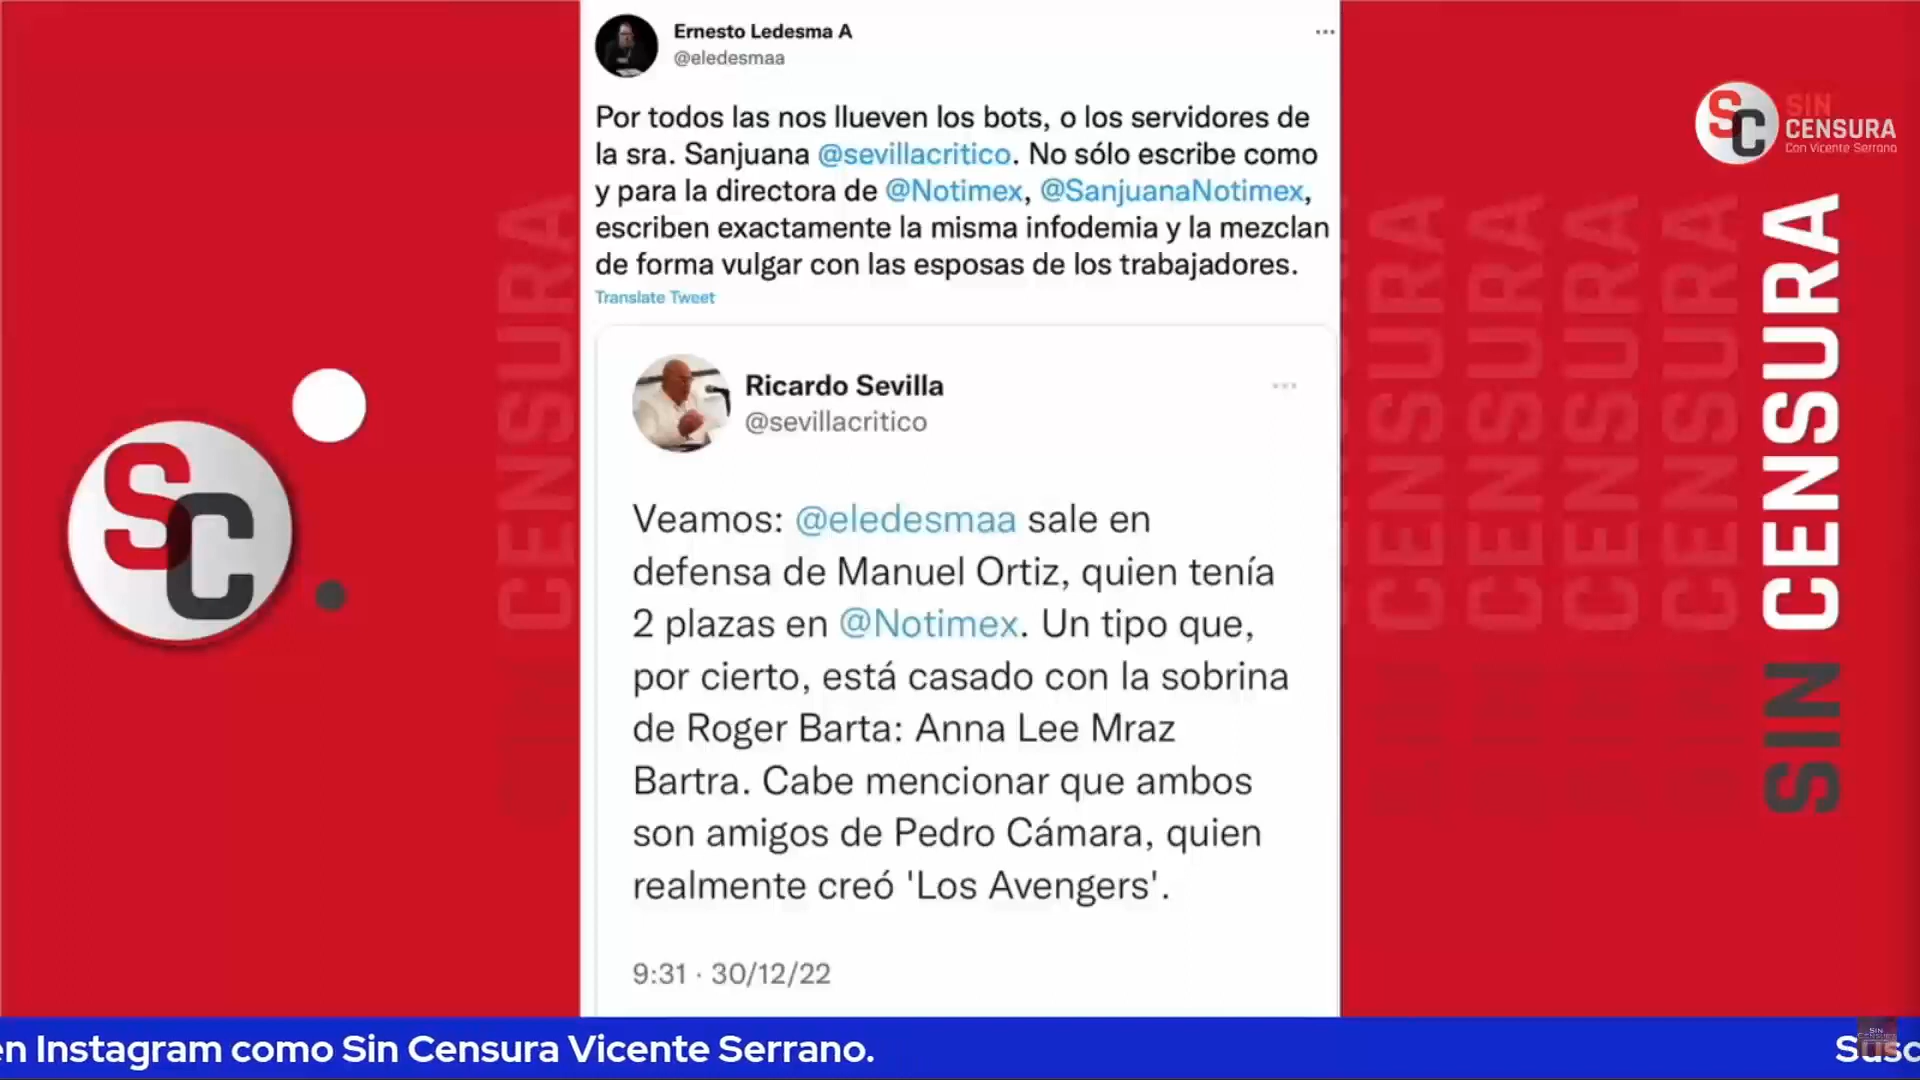 Ernesto Ledesma A
@eledesmaa
Por todos las nos llueven los bots, o los servidores de
la sra. Sanjuana @sevillacritico. No sólo escribe como
y para la directora de @Notimex, @SanjuanaNotimex,
escriben exactamente la misma infodemia y la mezclan
de forma vulgar con las esposas de los trabajadores.
Translate Tweet
Ricardo Sevilla
@sevillacritico
Veamos: @eledesmaa sale en
defensa de Manuel Ortiz, quien tenía
2 plazas en @Notimex. Un tipo que,
por cierto, está casado con la sobrina
de Roger Barta: Anna Lee Mraz
Bartra. Cabe mencionar que ambos
son amigos de Pedro Cámara, quien
realmente creó 'Los Avengers'.
9:31 · 30/12/22
SC
SC
SIN
CENSURA
Con Vicente Serrano
SIN CENSURA
SIN CENSURA
CENSURA
CENSURA
CENSURA
CENSURA
en Instagram como Sin Censura Vicente Serrano.
Susc